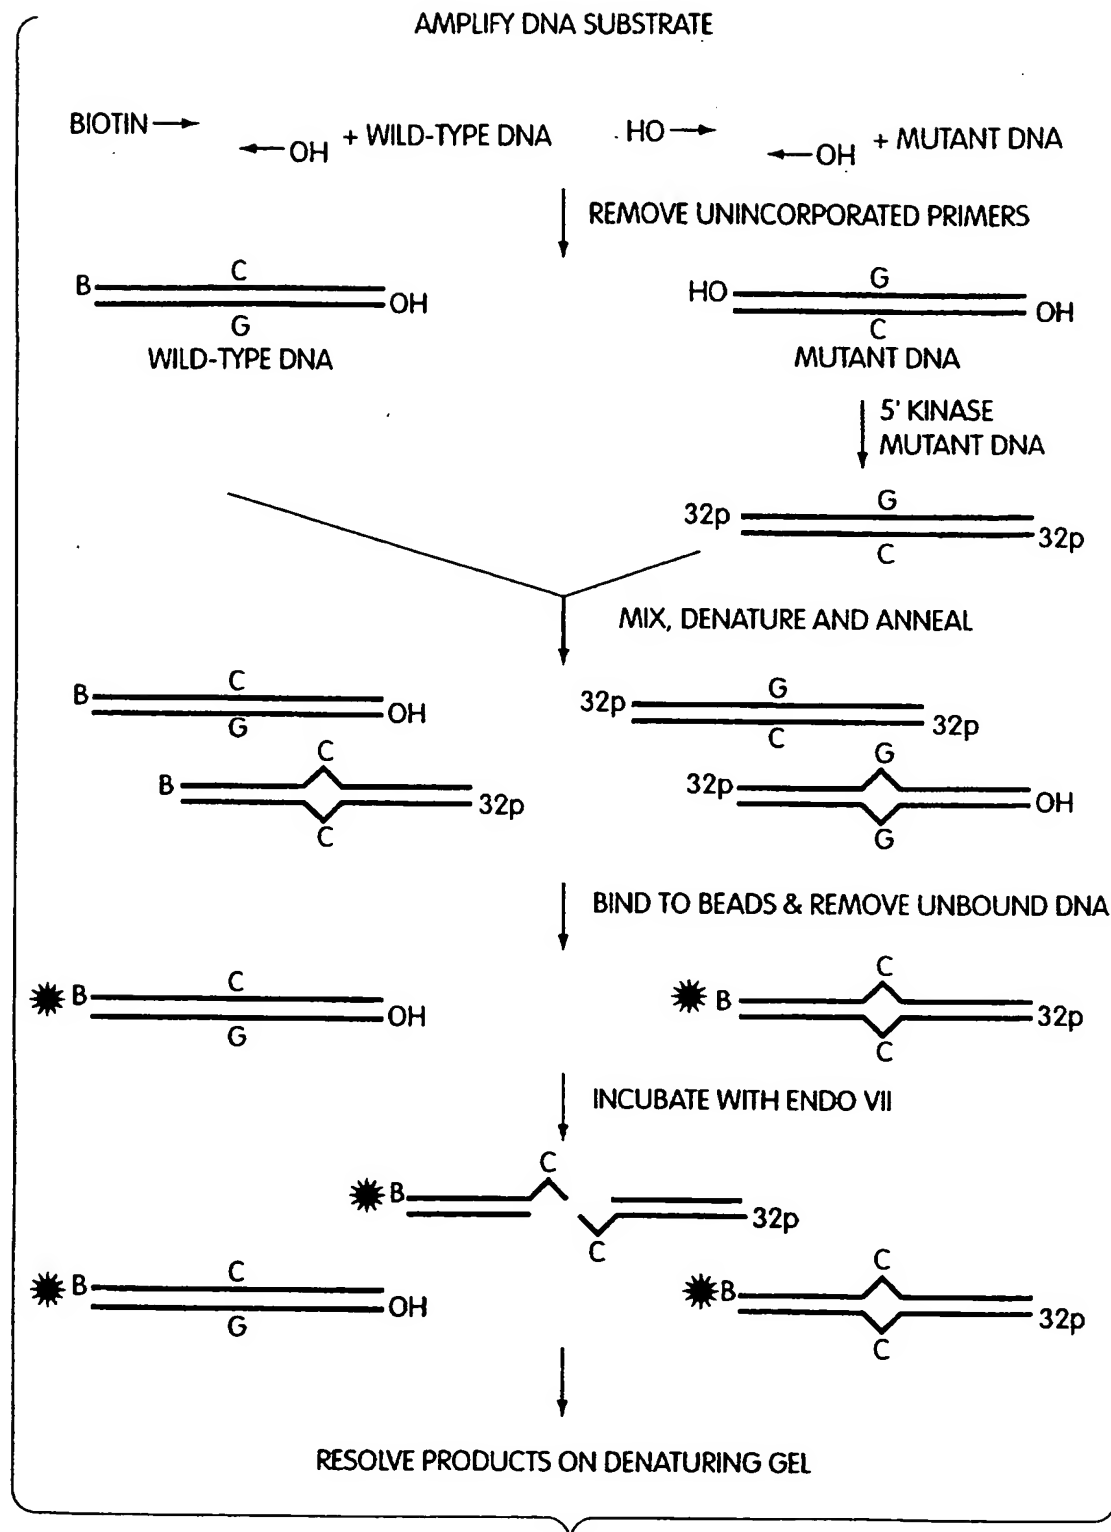 AMPLIFY DNA SUBSTRATE
BIOTIN
OH + WILD-TYPE DNA
HO
OH + MUTANT DNA
REMOVE UNINCORPORATED PRIMERS
C
B
OH
G
WILD-TYPE DNA
G
HO
OH
C
MUTANT DNA
5' KINASE
MUTANT DNA
G
32p
32p
C
MIX, DENATURE AND ANNEAL
C
B
OH
G
G
32p
32p
C
C
B
32p
C
G
32p
OH
G
BIND TO BEADS & REMOVE UNBOUND DNA
C
B
OH
G
C
B
32p
C
INCUBATE WITH ENDO VII
C
B
32p
C
C
B
OH
G
C
B
32p
C
RESOLVE PRODUCTS ON DENATURING GEL